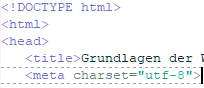 <!DOCTYPE html>
<html>
<head>
<title>Grundlagen der
<meta charset="utf-8">